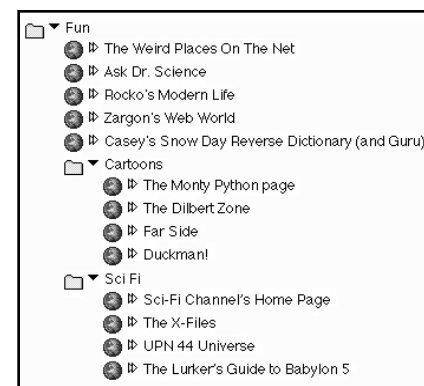 Fun
The Weird Places On The Net
Ask Dr. Science
Rocko's Modern Life
Zargon's Web World
Casey's Snow Day Reverse Dictionary (and Guru)
Cartoons
The Monty Python page
The Dilbert Zone
Far Side
Duckman!
Sci Fi
Sci-Fi Channel's Home Page
The X-Files
UPN 44 Universe
The Lurker's Guide to Babylon 5